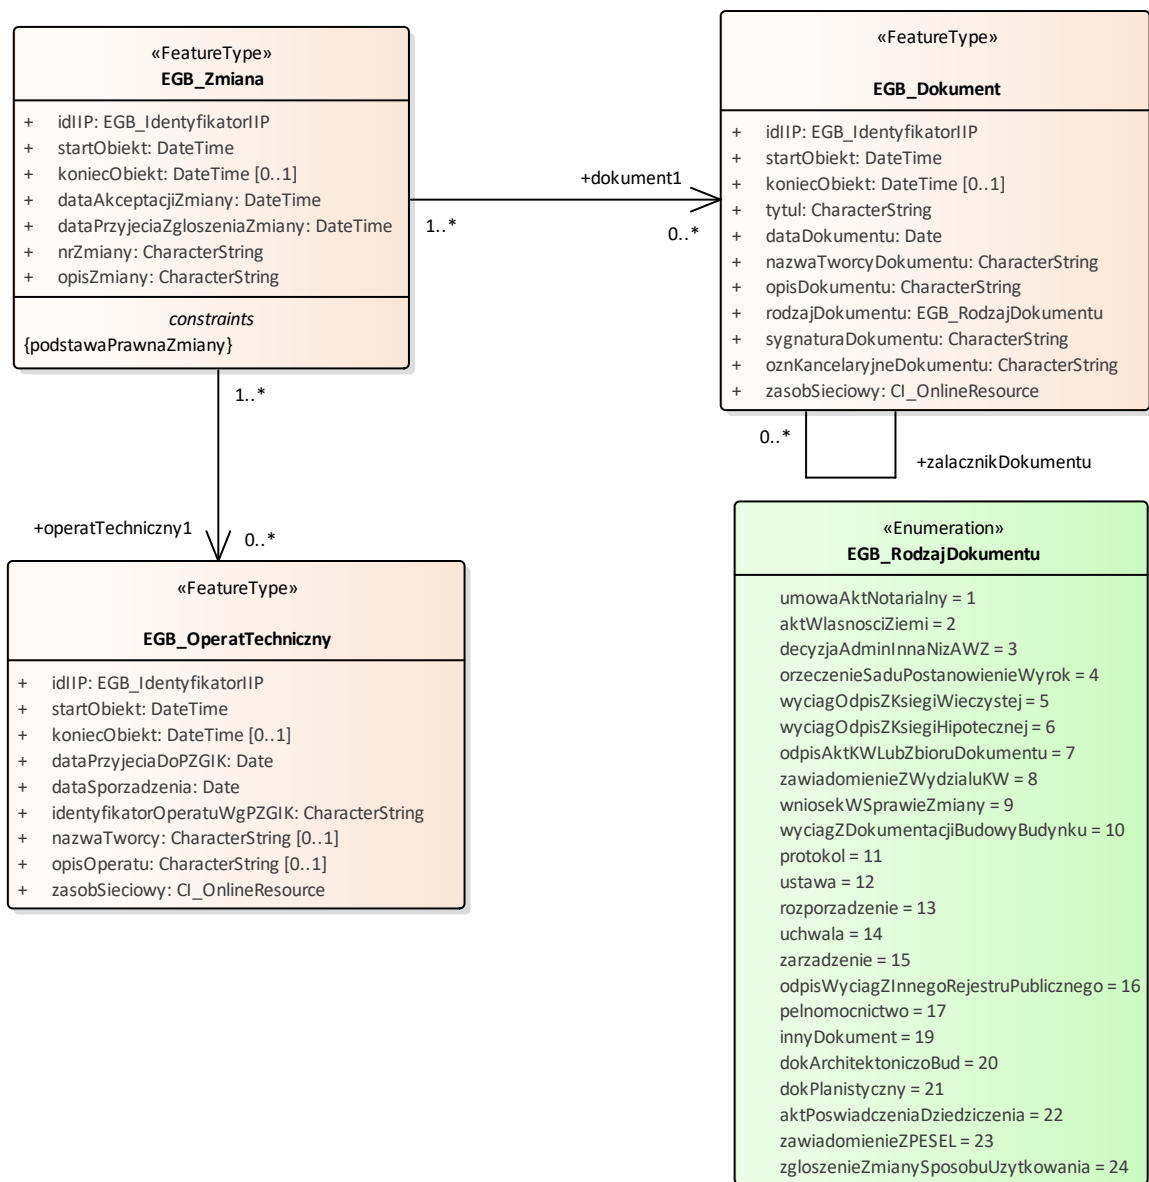 «FeatureType»
EGB_Zmiana
+ idIIP: EGB_IdentyfikatorIIP
+ startObiekt: DateTime
+ koniecObiekt: DateTime [0..1]
+ dataAkceptacjiZmiany: DateTime
+ dataPrzyjeciaZgloszeniaZmiany: DateTime
+ nrZmiany: CharacterString
+ opisZmiany: CharacterString
constraints
{podstawaPrawnaZmiany}
+dokument1
1..*
0..*
«FeatureType»
EGB_Dokument
+ idIIP: EGB_IdentyfikatorIIP
+ startObiekt: DateTime
+ koniecObiekt: DateTime [0..1]
+ tytul: CharacterString
+ dataDokumentu: Date
+ nazwaTworcyDokumentu: CharacterString
+ opisDokumentu: CharacterString
+ rodzajDokumentu: EGB_RodzajDokumentu
+ sygnaturaDokumentu: CharacterString
+ oznKancelaryjneDokumentu: CharacterString
+ zasobSieciowy: CI_OnlineResource
0..*
+zalacznikDokumentu
1..*
+operatTechniczny1
0..*
«FeatureType»
EGB_OperatTechniczny
+ idIIP: EGB_IdentyfikatorIIP
+ startObiekt: DateTime
+ koniecObiekt: DateTime [0..1]
+ dataPrzyjeciaDoPZGIK: Date
+ dataSporzadzenia: Date
+ identyfikatorOperatuWgPZGIK: CharacterString
+ nazwaTworcy: CharacterString [0..1]
+ opisOperatu: CharacterString [0..1]
+ zasobSieciowy: CI_OnlineResource
«Enumeration»
EGB_RodzajDokumentu
umowaAktNotarialny = 1
aktWlasnosciZiemi = 2
decyzjaAdminInnaNizAWZ = 3
orzeczenieSaduPostanowienieWyrok = 4
wyciagOdpisZKsiegiWieczystej = 5
wyciagOdpisZKsiegiHipotecznej = 6
odpisAktKWLubZbioruDokumentu = 7
zawiadomienieZWydzialuKW = 8
wniosekWSprawieZmiany = 9
wyciagZDokumentacjiBudowyBudynku = 10
protokol = 11
ustawa = 12
rozporzadzenie = 13
uchwala = 14
zarzadzenie = 15
odpisWyciagZInnegoRejestruPublicznego = 16
pelnomocnictwo = 17
innyDokument = 19
dokArchitektoniczoBud = 20
dokPlanistyczny = 21
aktPoswiadczeniaDziedziczenia = 22
zawiadomienieZPESEL = 23
zgloszenieZmianySposobuUzytkowania = 24